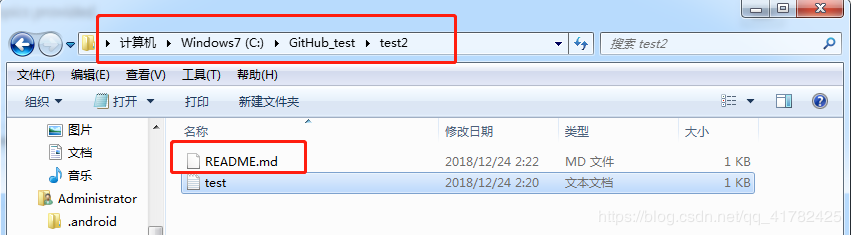 计算机 Windows7 (C:) GitHub_test test2
搜索 test2
文件(F) 编辑(E) 查看(V) 工具(T) 帮助(H)
组织 打开 打印 新建文件夹
名称 修改日期 类型 大小
图片
文档
音乐
Administrator
.android
README.md 2018/12/24 2:22 MD 文件 1 KB
test 2018/12/24 2:20 文本文档 1 KB
https://blog.csdn.net/qq_41782425